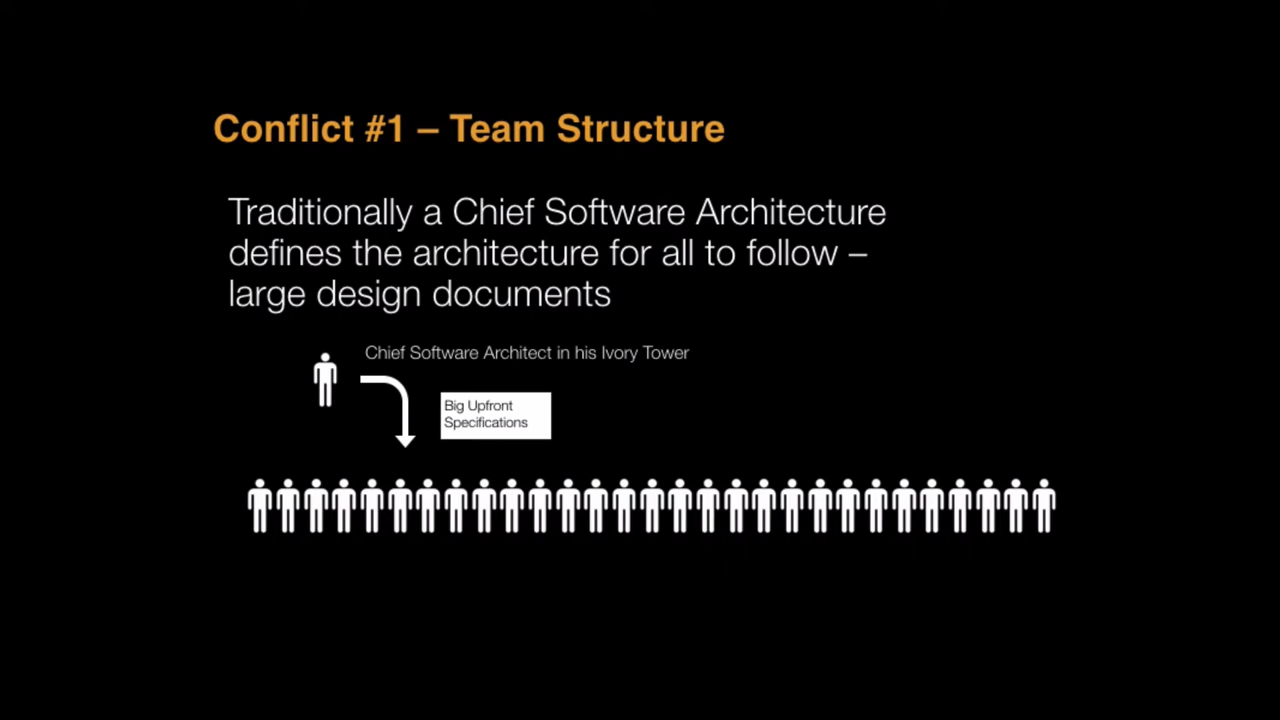 Conflict #1 – Team Structure
Traditionally a Chief Software Architecture
defines the architecture for all to follow –
large design documents
Chief Software Architect in his Ivory Tower
Big Upfront
Specifications